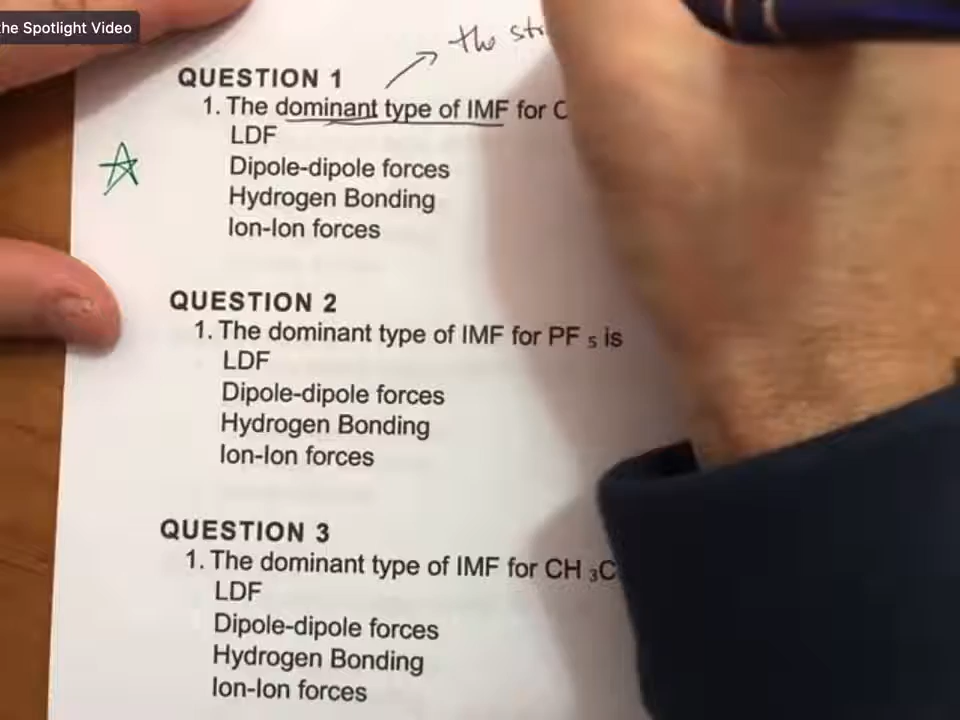 he Spotlight Video
the
QUESTION 1
1. The dominant type of IMF for
LDF
Dipole-dipole forces
Hydrogen Bonding
Ion-Ion forces
QUESTION 2
1. The dominant type of IMF for PF 5 is
LDF
Dipole-dipole forces
Hydrogen Bonding
Ion-Ion forces
QUESTION 3
1. The dominant type of IMF for CH 3C
LDF
Dipole-dipole forces
Hydrogen Bonding
Ion-Ion forces